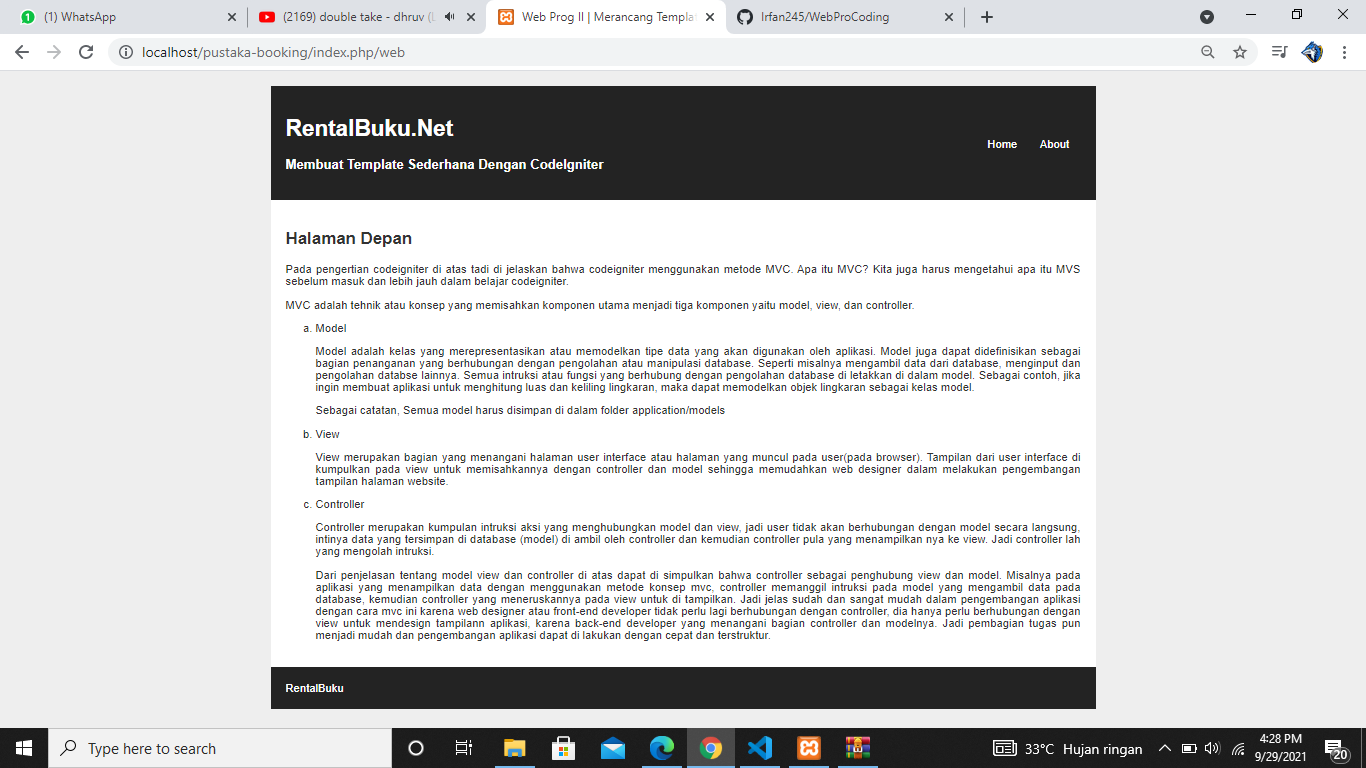 (1) WhatsApp
(2169) double take - dhruv (
Web Prog II | Merancang Templa
Irfan245/WebProCoding
localhost/pustaka-booking/index.php/web
RentalBuku.Net
Membuat Template Sederhana Dengan CodeIgniter
Home About
Halaman Depan
Pada pengertian codeigniter di atas tadi di jelaskan bahwa codeigniter menggunakan metode MVC. Apa itu MVC? Kita juga harus mengetahui apa itu MVS
sebelum masuk dan lebih jauh dalam belajar codeigniter.
MVC adalah tehnik atau konsep yang memisahkan komponen utama menjadi tiga komponen yaitu model, view, dan controller.
a. Model
Model adalah kelas yang merepresentasikan atau memodelkan tipe data yang akan digunakan oleh aplikasi. Model juga dapat didefinisikan sebagai
bagian penanganan yang berhubungan dengan pengolahan atau manipulasi database. Seperti misalnya mengambil data dari database, menginput dan
pengolahan databse lainnya. Semua intruksi atau fungsi yang berhubung dengan pengolahan database di letakkan di dalam model. Sebagai contoh, jika
ingin membuat aplikasi untuk menghitung luas dan keliling lingkaran, maka dapat memodelkan objek lingkaran sebagai kelas model.
Sebagai catatan, Semua model harus disimpan di dalam folder application/models
b. View
View merupakan bagian yang menangani halaman user interface atau halaman yang muncul pada user(pada browser). Tampilan dari user interface di
kumpulkan pada view untuk memisahkannya dengan controller dan model sehingga memudahkan web designer dalam melakukan pengembangan
tampilan halaman website.
c. Controller
Controller merupakan kumpulan intruksi aksi yang menghubungkan model dan view, jadi user tidak akan berhubungan dengan model secara langsung,
intinya data yang tersimpan di database (model) di ambil oleh controller dan kemudian controller pula yang menampilkan nya ke view. Jadi controller lah
yang mengolah intruksi.
Dari penjelasan tentang model view dan controller di atas dapat di simpulkan bahwa controller sebagai penghubung view dan model. Misalnya pada
aplikasi yang menampilkan data dengan menggunakan metode konsep mvc, controller memanggil intruksi pada model yang mengambil data pada
database, kemudian controller yang meneruskannya pada view untuk di tampilkan. Jadi jelas sudah dan sangat mudah dalam pengembangan aplikasi
dengan cara mvc ini karena web designer atau front-end developer tidak perlu lagi berhubungan dengan controller, dia hanya perlu berhubungan dengan
view untuk mendesign tampilann aplikasi, karena back-end developer yang menangani bagian controller dan modelnya. Jadi pembagian tugas pun
menjadi mudah dan pengembangan aplikasi dapat di lakukan dengan cepat dan terstruktur.
RentalBuku
Type here to search
33°C Hujan ringan
4:28 PM
9/29/2021
20